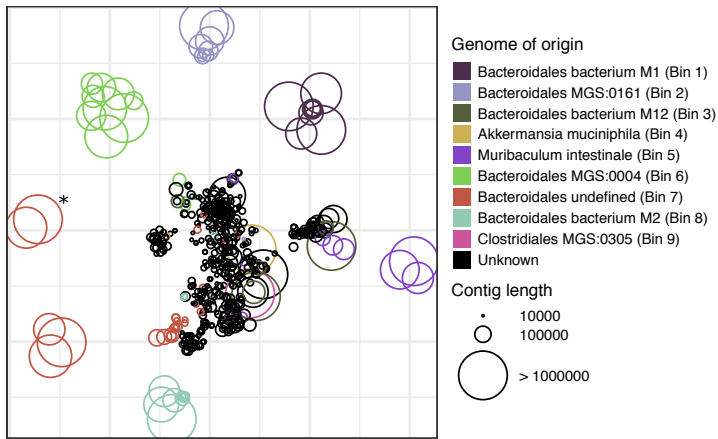 Genome of origin
Bacteroidales bacterium M1 (Bin 1)
Bacteroidales MGS:0161 (Bin 2)
Bacteroidales bacterium M12 (Bin 3)
Akkermansia muciniphila (Bin 4)
Muribaculum intestinale (Bin 5)
Bacteroidales MGS:0004 (Bin 6)
Bacteroidales undefined (Bin 7)
Bacteroidales bacterium M2 (Bin 8)
Clostridiales MGS:0305 (Bin 9)
Unknown
*
Contig length
10000
100000
> 1000000